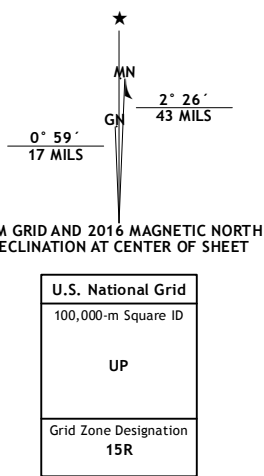 MN
GN
2° 26´
43 MILS
0° 59´
17 MILS
M GRID AND 2016 MAGNETIC NORTH
ECLINATION AT CENTER OF SHEET
U.S. National Grid
100,000-m Square ID
UP
Grid Zone Designation
15R